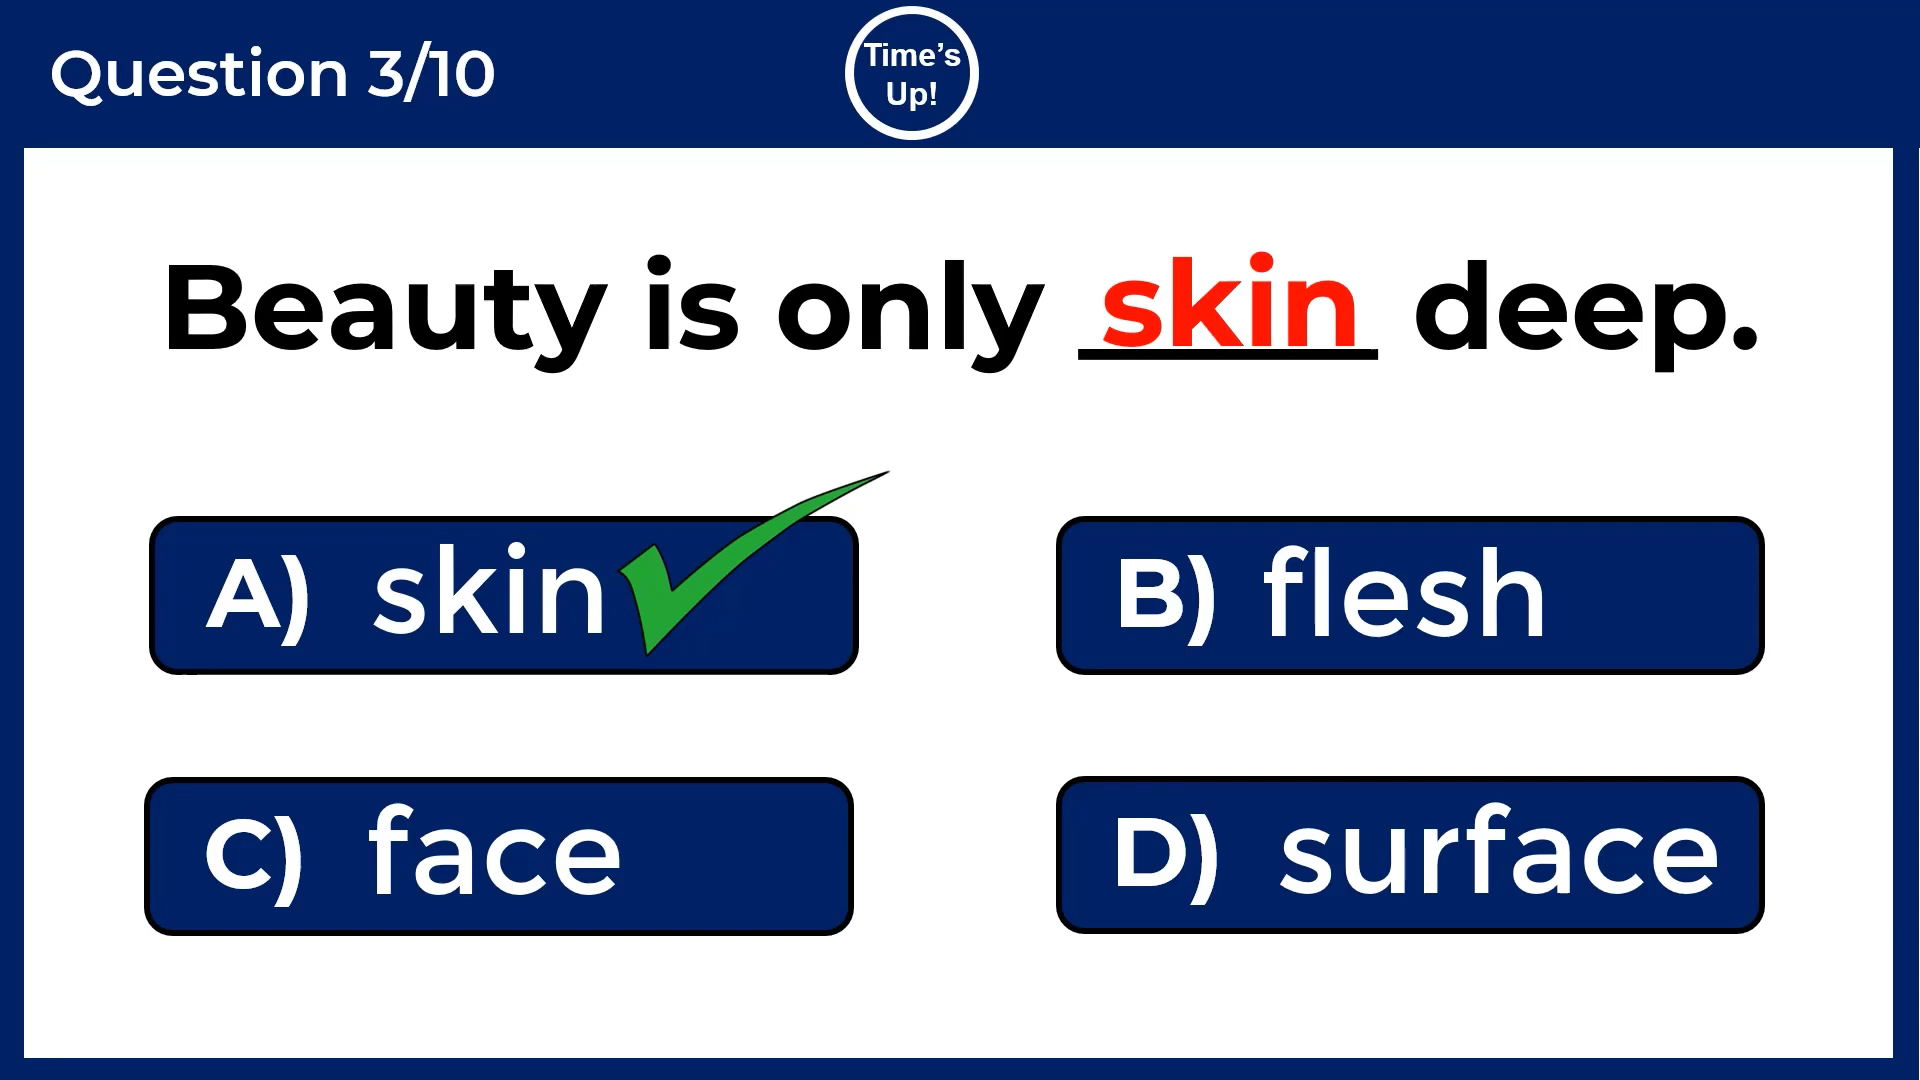 Question 3/10
Time's
Up!
Beauty is only skin deep.
A) skin
B) flesh
C) face
D) surface